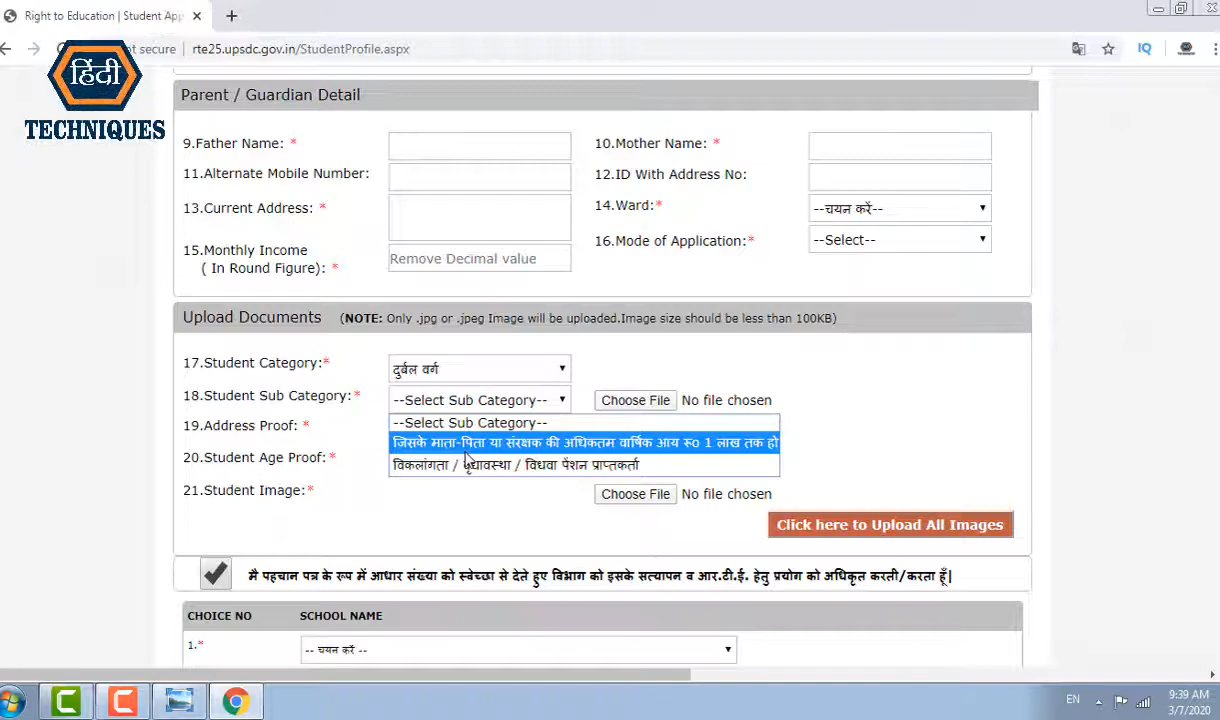 Right to Education | Student App
not secure | rte25.upsdc.gov.in/StudentProfile.aspx
IQ
हिंदी
TECHNIQUES
Parent / Guardian Detail
9.Father Name: *
10.Mother Name: *
11.Alternate Mobile Number:
12.ID With Address No:
13.Current Address: *
14.Ward:* --चयन करें--
15.Monthly Income
( In Round Figure): * Remove Decimal value
16.Mode of Application:* --Select--
Upload Documents (NOTE: Only .jpg or .jpeg Image will be uploaded.Image size should be less than 100KB)
17.Student Category:* दुर्बल वर्ग
18.Student Sub Category:* --Select Sub Category-- Choose File No file chosen
--Select Sub Category--
19.Address Proof: *
जिसके माता-पिता या संरक्षक की अधिकतम वार्षिक आय रू0 1 लाख तक हो
20.Student Age Proof:*
विकलांगता / वृद्यावस्था / विधवा पेंशन प्राप्तकर्ता
21.Student Image:* Choose File No file chosen
Click here to Upload All Images
मै पहचान पत्र के रूप में आधार संख्या को स्वेच्छा से देते हुए विभाग को इसके सत्यापन व आर.टी.ई. हेतु प्रयोग को अधिकृत करती/करता हूँ|
CHOICE NO SCHOOL NAME
1.* -- चयन करें --
EN
9:39 AM
3/7/2020